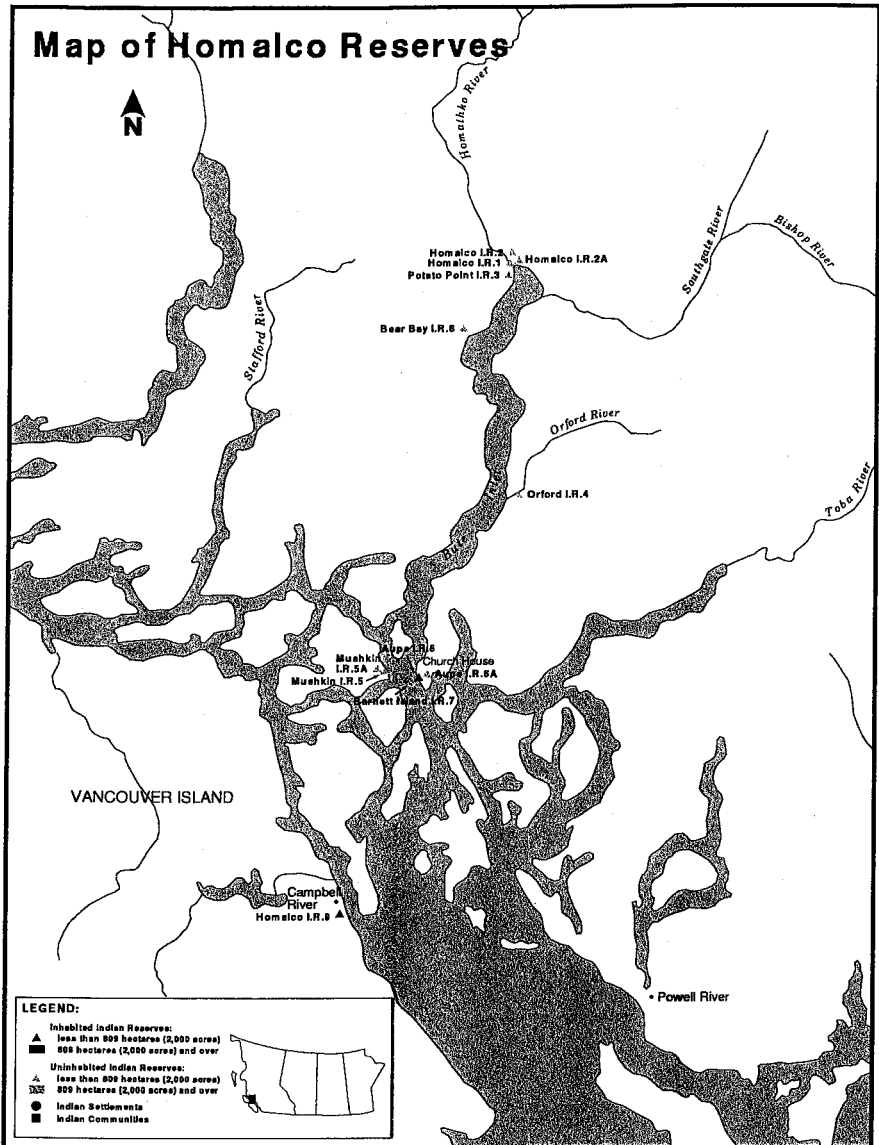 Map of Homalco Reserves
N
Homathko River
Southgate River
Bishop River
Homalco I.R.2
Homalco I.R.1
Homalco I.R.2A
Potato Point I.R.3
Stafford River
Bear Bay I.R.8
Orford River
Orford I.R.4
Toba River
Bute Inlet
Aupe I.R.6
Mushkin
I.R.5A
Church House
Aupe I.R.6A
Mushkin I.R.5
Bartlett Island I.R.7
VANCOUVER ISLAND
Campbell
River
Homalco I.R.9
Powell River
LEGEND:
Inhabited Indian Reserves:
less than 809 hectares (2,000 acres)
809 hectares (2,000 acres) and over
Uninhabited Indian Reserves:
less than 809 hectares (2,000 acres)
809 hectares (2,000 acres) and over
Indian Settlements
Indian Communities